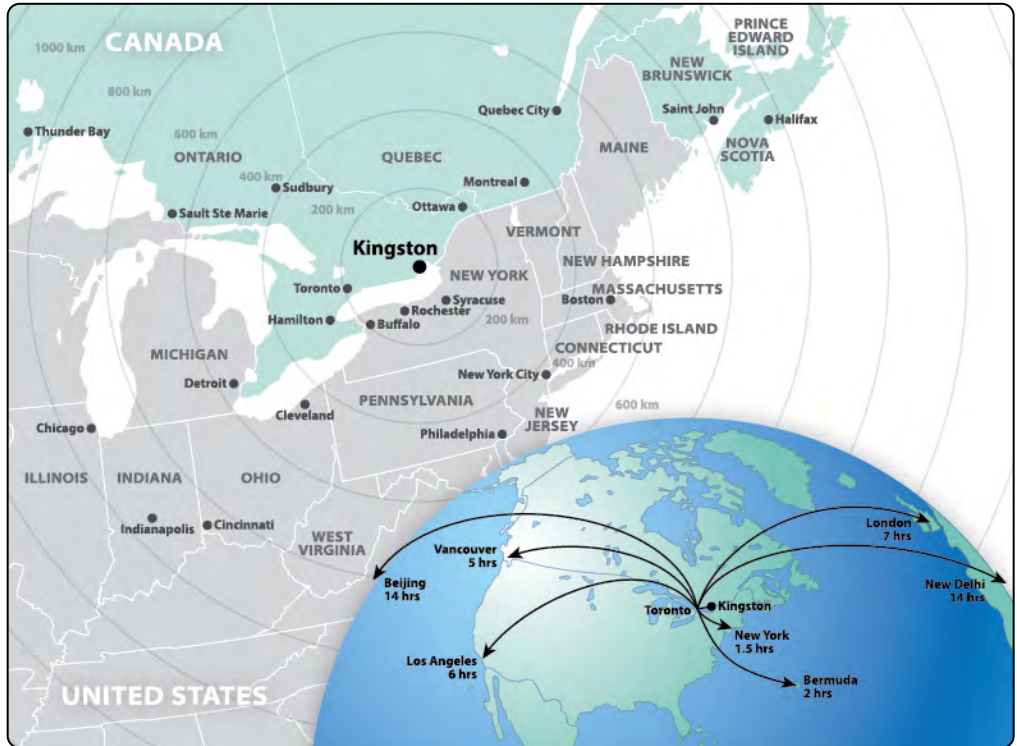 1000 km
CANADA
PRINCE
EDWARD
ISLAND
NEW
BRUNSWICK
800 km
Quebec City
Saint John
Halifax
Thunder Bay
600 km
ONTARIO
QUEBEC
MAINE
NOVA
SCOTIA
400 km
Sudbury
Montreal
200 km
Ottawa
Sault Ste Marie
VERMONT
Kingston
NEW YORK
NEW HAMPSHIRE
Toronto
Syracuse
Boston
MASSACHUSETTS
Rochester
Hamilton
Buffalo
200 km
RHODE ISLAND
CONNECTICUT
MICHIGAN
400 km
Detroit
New York City
PENNSYLVANIA
Cleveland
NEW
JERSEY
600 km
Chicago
Philadelphia
ILLINOIS
INDIANA
OHIO
Indianapolis
Cincinnati
WEST
VIRGINIA
London
7 hrs
Vancouver
5 hrs
Beijing
14 hrs
New Delhi
14 hrs
Toronto
Kingston
New York
1.5 hrs
Los Angeles
6 hrs
Bermuda
2 hrs
UNITED STATES